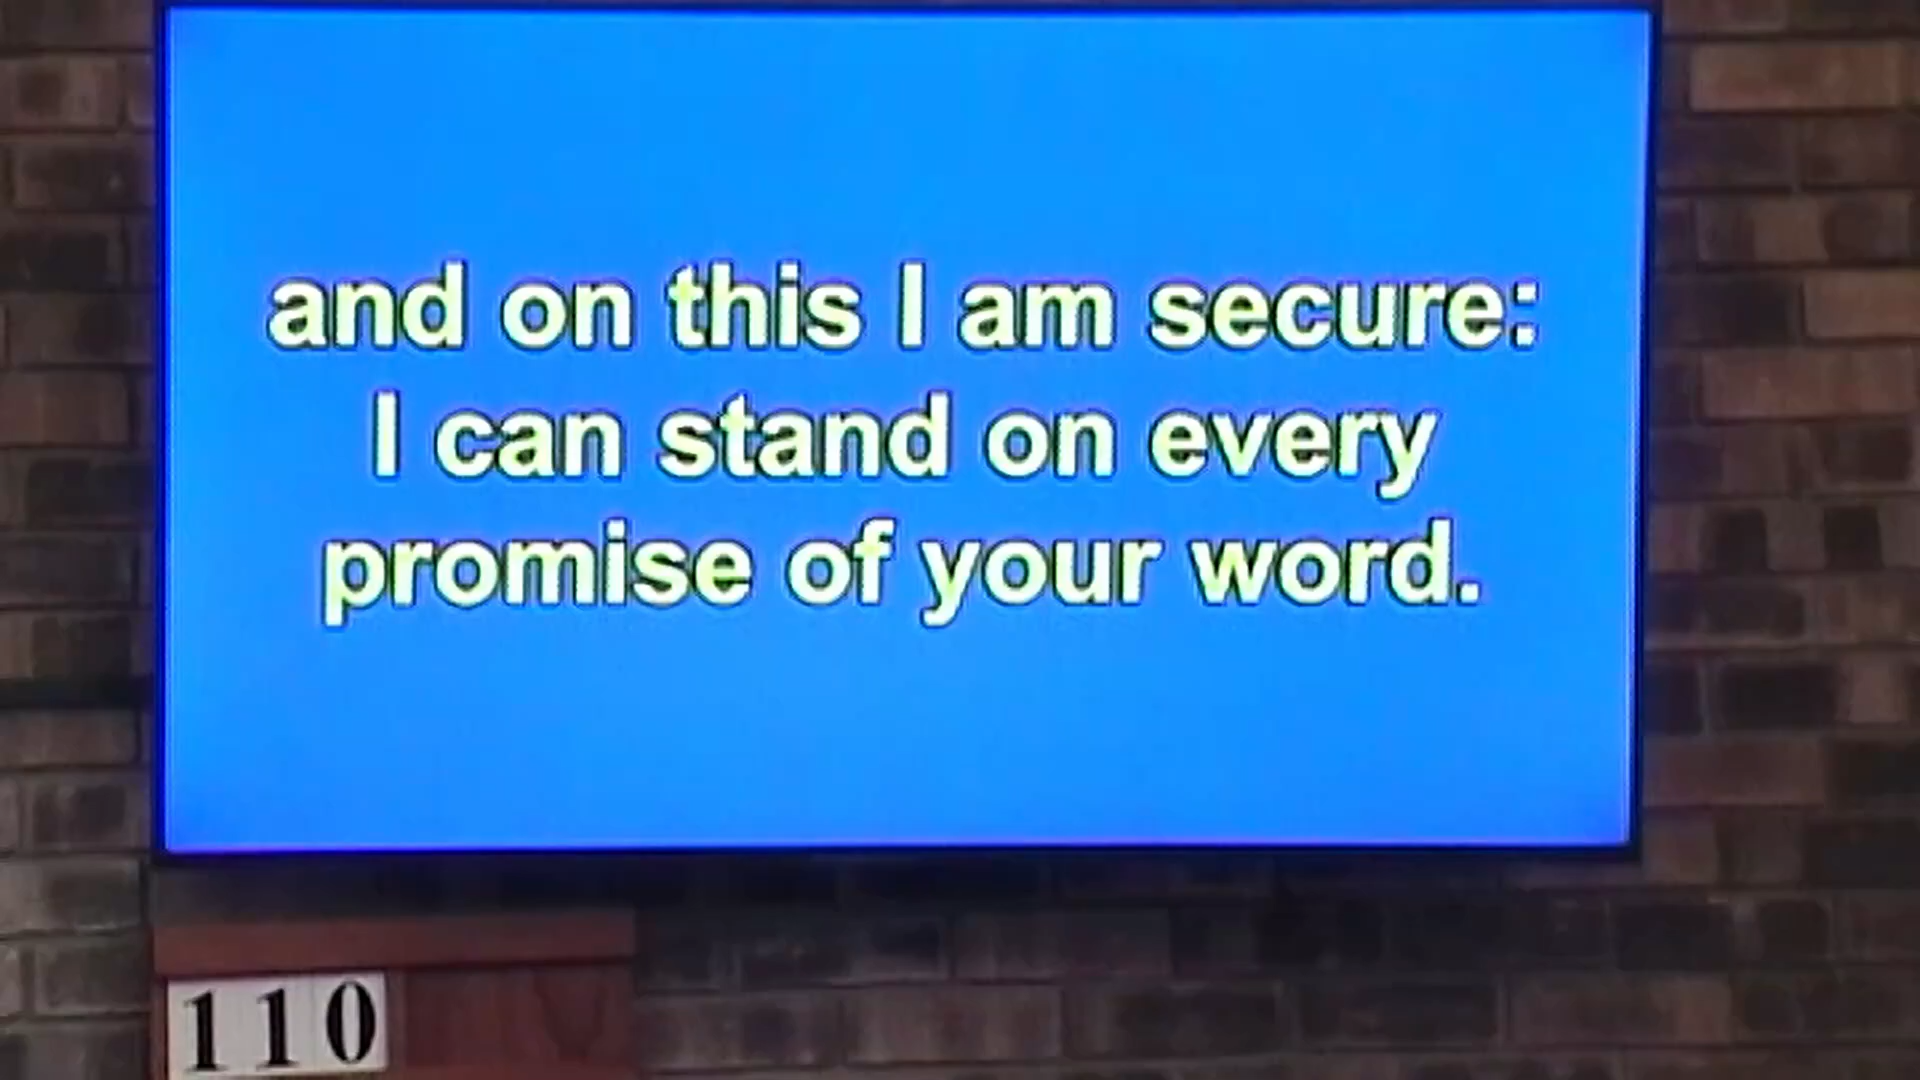 and on this I am secure:
I can stand on every
promise of your word.
110